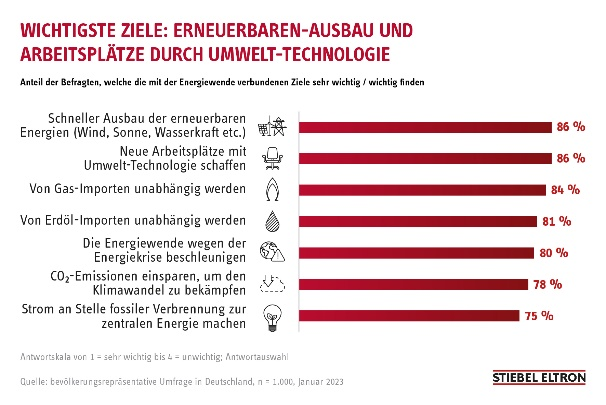 WICHTIGSTE ZIELE: ERNEUERBAREN-AUSBAU UND
ARBEITSPLÄTZE DURCH UMWELT-TECHNOLOGIE
Anteil der Befragten, welche die mit der Energiewende verbundenen Ziele sehr wichtig / wichtig finden
Schneller Ausbau der erneuerbaren
Energien (Wind, Sonne, Wasserkraft etc.)
86 %
Neue Arbeitsplätze mit
Umwelt-Technologie schaffen
86 %
Von Gas-Importen unabhängig werden
84 %
Von Erdöl-Importen unabhängig werden
81 %
Die Energiewende wegen der
Energiekrise beschleunigen
80 %
CO₂-Emissionen einsparen, um den
Klimawandel zu bekämpfen
78 %
Strom an Stelle fossiler Verbrennung zur
zentralen Energie machen
75 %
Antwortskala von 1 = sehr wichtig bis 4 = unwichtig; Antwortauswahl
Quelle: bevölkerungsrepräsentative Umfrage in Deutschland, n = 1.000, Januar 2023
STIEBEL ELTRON